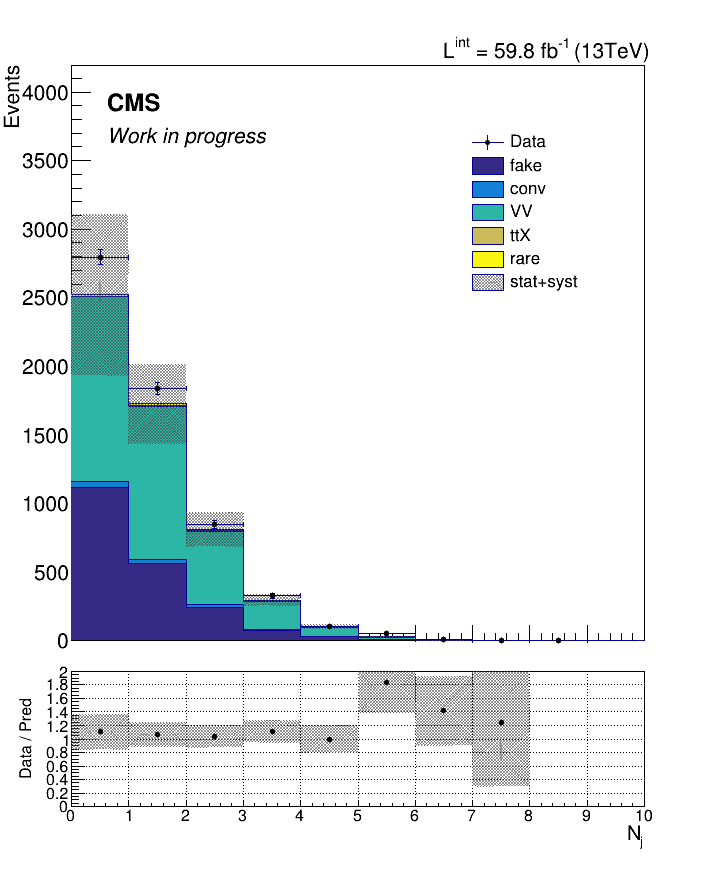 L^int = 59.8 fb^-1 (13TeV)
Events
CMS
Work in progress
Data
fake
conv
VV
ttX
rare
stat+syst
4000
3500
3000
2500
2000
1500
1000
500
0
Data / Pred
2
1.8
1.6
1.4
1.2
1
0.8
0.6
0.4
0.2
0
0 1 2 3 4 5 6 7 8 9 10
N_j